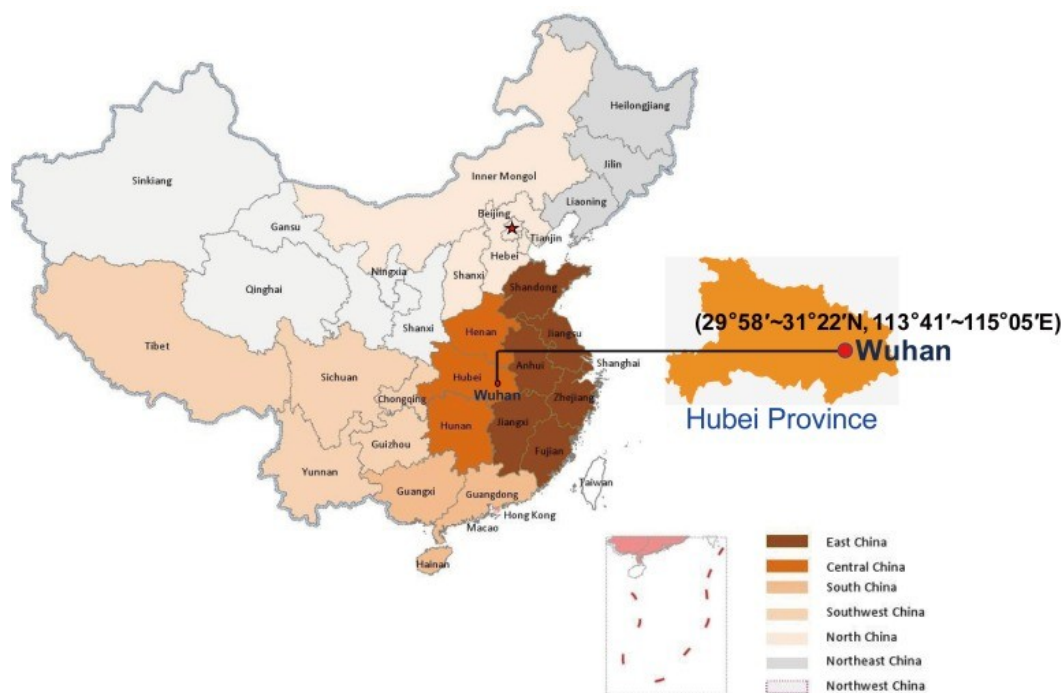 Heilongjiang
Jilin
Inner Mongol
Sinkiang
Liaoning
Beijing
Gansu
Tianjin
Hebei
Ningxia
Shanxi
Qinghai
Shandong
Shanxi
Henan
Jiangsu
(29°58′~31°22′N, 113°41′~115°05′E)
Wuhan
Tibet
Anhui
Shanghai
Sichuan
Hubei
Wuhan
Chongqing
Zhejiang
Hubei Province
Hunan
Jiangxi
Guizhou
Fujian
Yunnan
Taiwan
Guangxi
Guangdong
Hong Kong
Macao
Hainan
East China
Central China
South China
Southwest China
North China
Northeast China
Northwest China